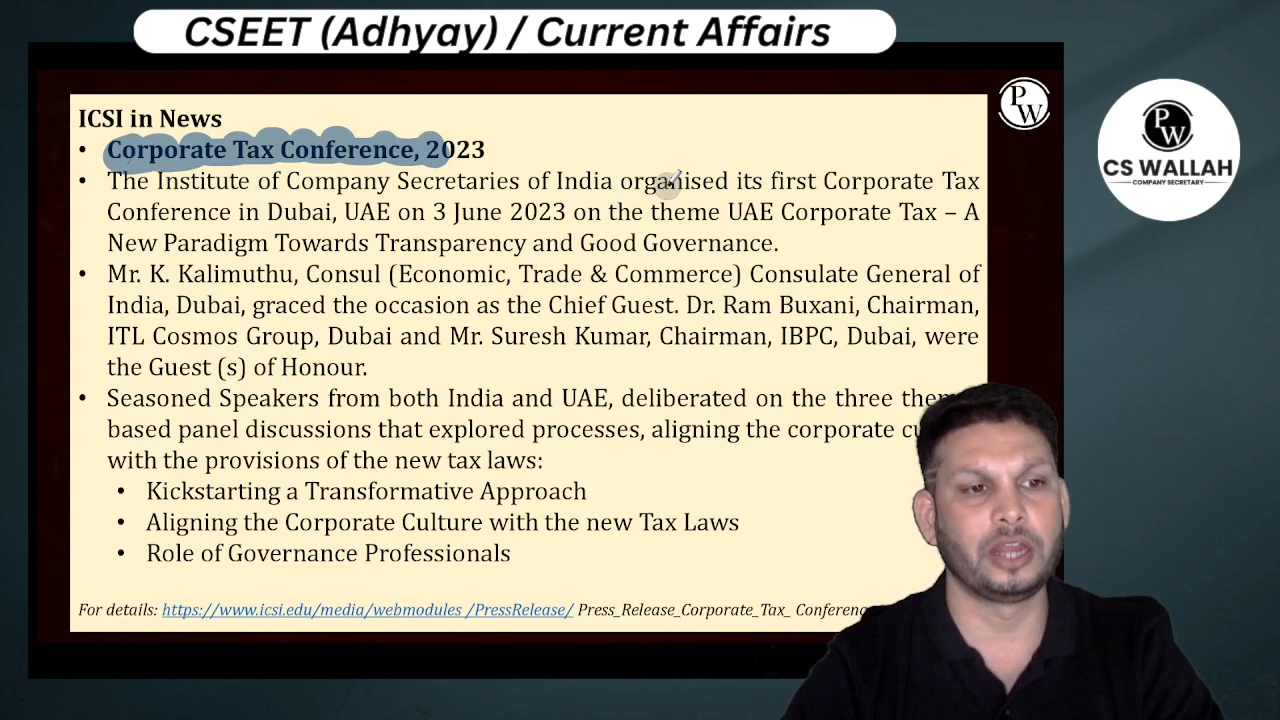 CSEET (Adhyay) / Current Affairs
ICSI in News
• Corporate Tax Conference, 2023
• The Institute of Company Secretaries of India organised its first Corporate Tax
Conference in Dubai, UAE on 3 June 2023 on the theme UAE Corporate Tax – A
New Paradigm Towards Transparency and Good Governance.
• Mr. K. Kalimuthu, Consul (Economic, Trade & Commerce) Consulate General of
India, Dubai, graced the occasion as the Chief Guest. Dr. Ram Buxani, Chairman,
ITL Cosmos Group, Dubai and Mr. Suresh Kumar, Chairman, IBPC, Dubai, were
the Guest (s) of Honour.
• Seasoned Speakers from both India and UAE, deliberated on the three
based panel discussions that explored processes, aligning the corporate
with the provisions of the new tax laws:
• Kickstarting a Transformative Approach
• Aligning the Corporate Culture with the new Tax Laws
• Role of Governance Professionals
For details: https://www.icsi.edu/media/webmodules /PressRelease/ Press_Release_Corporate_Tax_
PW
PW
CS WALLAH
COMPANY SECRETARY